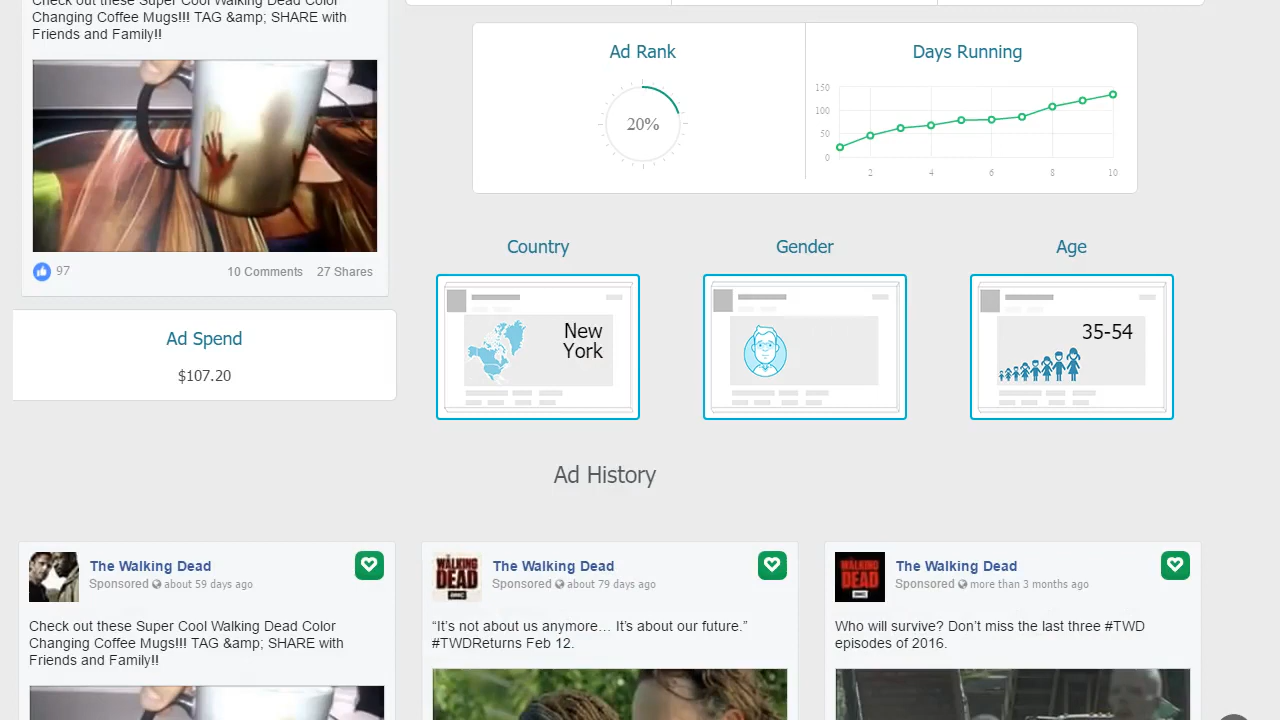 Check out these Super Cool Walking Dead Color
Changing Coffee Mugs!!! TAG &amp; SHARE with
Friends and Family!!
97
10 Comments 27 Shares
Ad Spend
$107.20
Ad Rank
20%
Days Running
150
100
50
0
2 4 6 8 10
Country
Gender
Age
New
York
35-54
Ad History
The Walking Dead
Sponsored about 59 days ago
Check out these Super Cool Walking Dead Color
Changing Coffee Mugs!!! TAG &amp; SHARE with
Friends and Family!!
WALKING
DEAD
AMC
The Walking Dead
Sponsored about 79 days ago
“It’s not about us anymore… It’s about our future.”
#TWDReturns Feb 12.
WALKING
DEAD
AMC
The Walking Dead
Sponsored more than 3 months ago
Who will survive? Don’t miss the last three #TWD
episodes of 2016.